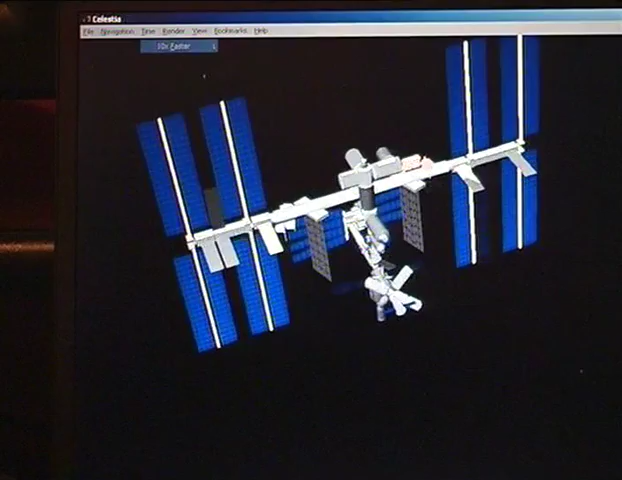 Celestia
File Navigation Time Render View Bookmarks Help
10x Faster L